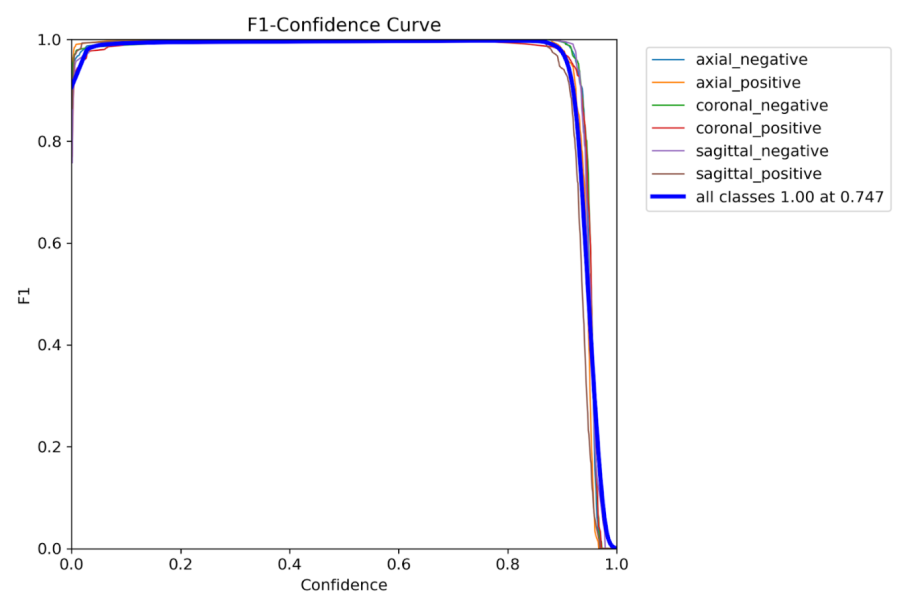 F1-Confidence Curve
1.0
0.8
0.6
0.4
0.2
0.0
F1
0.0 0.2 0.4 0.6 0.8 1.0
Confidence
axial_negative
axial_positive
coronal_negative
coronal_positive
sagittal_negative
sagittal_positive
all classes 1.00 at 0.747